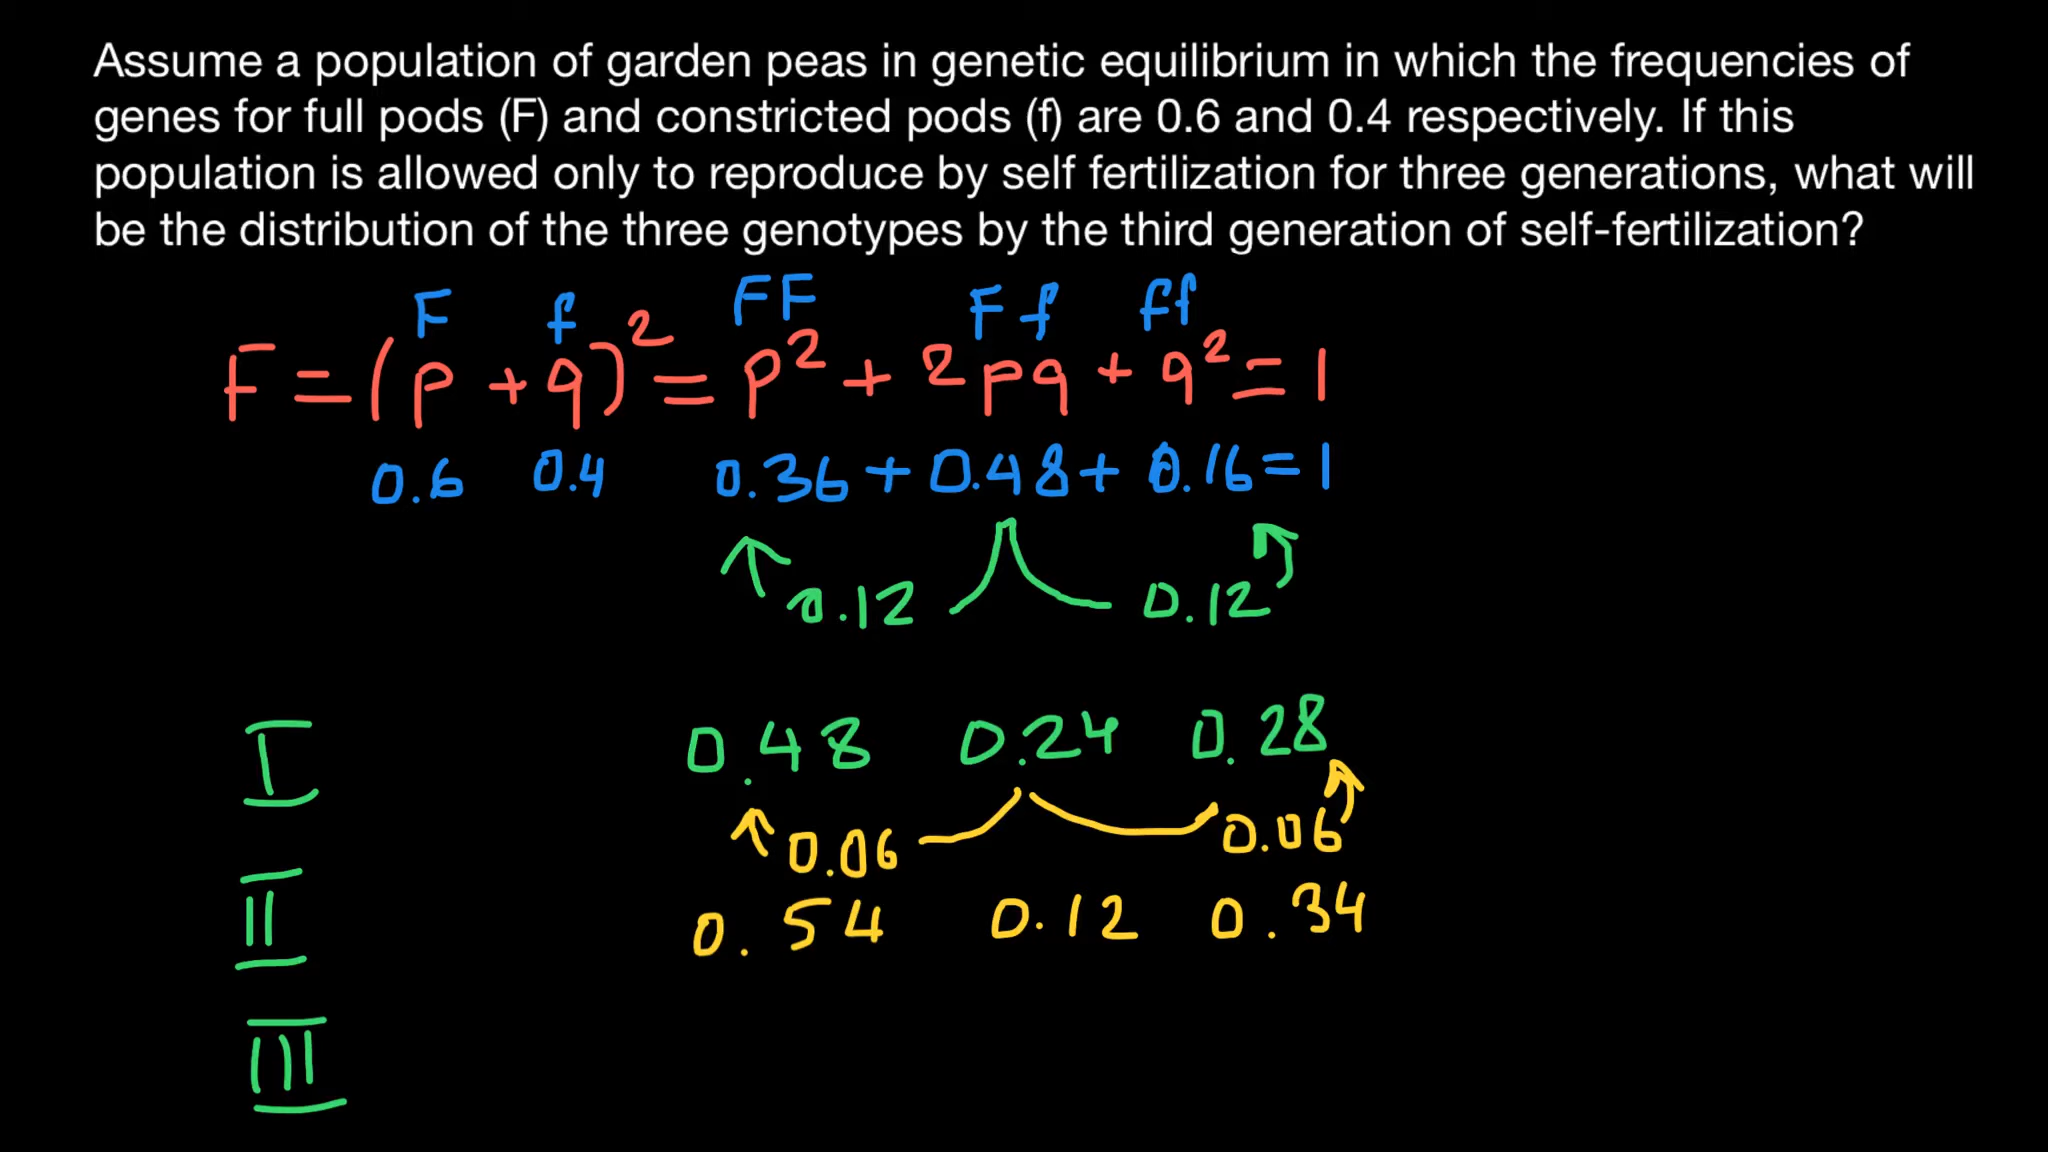 Assume a population of garden peas in genetic equilibrium in which the frequencies of
genes for full pods (F) and constricted pods (f) are 0.6 and 0.4 respectively. If this
population is allowed only to reproduce by self fertilization for three generations, what will
be the distribution of the three genotypes by the third generation of self-fertilization?
F f FF Ff ff
F = (p + q)² = p² + 2pq + q² = 1
0.6 0.4 0.36 + 0.48 + 0.16 = 1
0.12 0.12
I 0.48 0.24 0.28
0.06 0.06
II 0.54 0.12 0.34
III